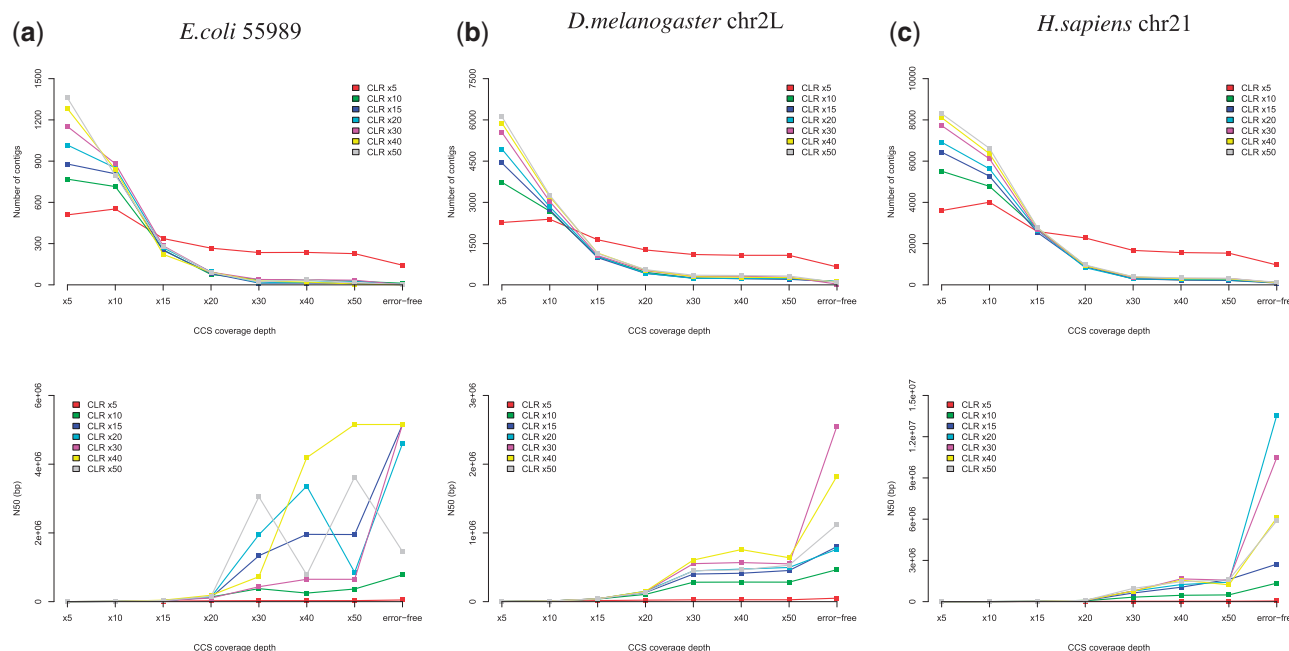 (a) E.coli 55989
(b) D.melanogaster chr2L
(c) H.sapiens chr21
Number of contigs
0
300
600
900
1200
1500
CLR x5
CLR x10
CLR x15
CLR x20
CLR x30
CLR x40
CLR x50
x5 x10 x15 x20 x30 x40 x50 error−free
CCS coverage depth
Number of contigs
0
1500
3000
4500
6000
7500
CLR x5
CLR x10
CLR x15
CLR x20
CLR x30
CLR x40
CLR x50
x5 x10 x15 x20 x30 x40 x50 error−free
CCS coverage depth
Number of contigs
0
2000
4000
6000
8000
10000
CLR x5
CLR x10
CLR x15
CLR x20
CLR x30
CLR x40
CLR x50
x5 x10 x15 x20 x30 x40 x50 error−free
CCS coverage depth
N50 (bp)
0
2e+06
4e+06
6e+06
CLR x5
CLR x10
CLR x15
CLR x20
CLR x30
CLR x40
CLR x50
x5 x10 x15 x20 x30 x40 x50 error−free
CCS coverage depth
N50 (bp)
0
1e+06
2e+06
3e+06
CLR x5
CLR x10
CLR x15
CLR x20
CLR x30
CLR x40
CLR x50
x5 x10 x15 x20 x30 x40 x50 error−free
CCS coverage depth
N50 (bp)
0
3e+06
6e+06
9e+06
1.2e+07
1.5e+07
CLR x5
CLR x10
CLR x15
CLR x20
CLR x30
CLR x40
CLR x50
x5 x10 x15 x20 x30 x40 x50 error−free
CCS coverage depth